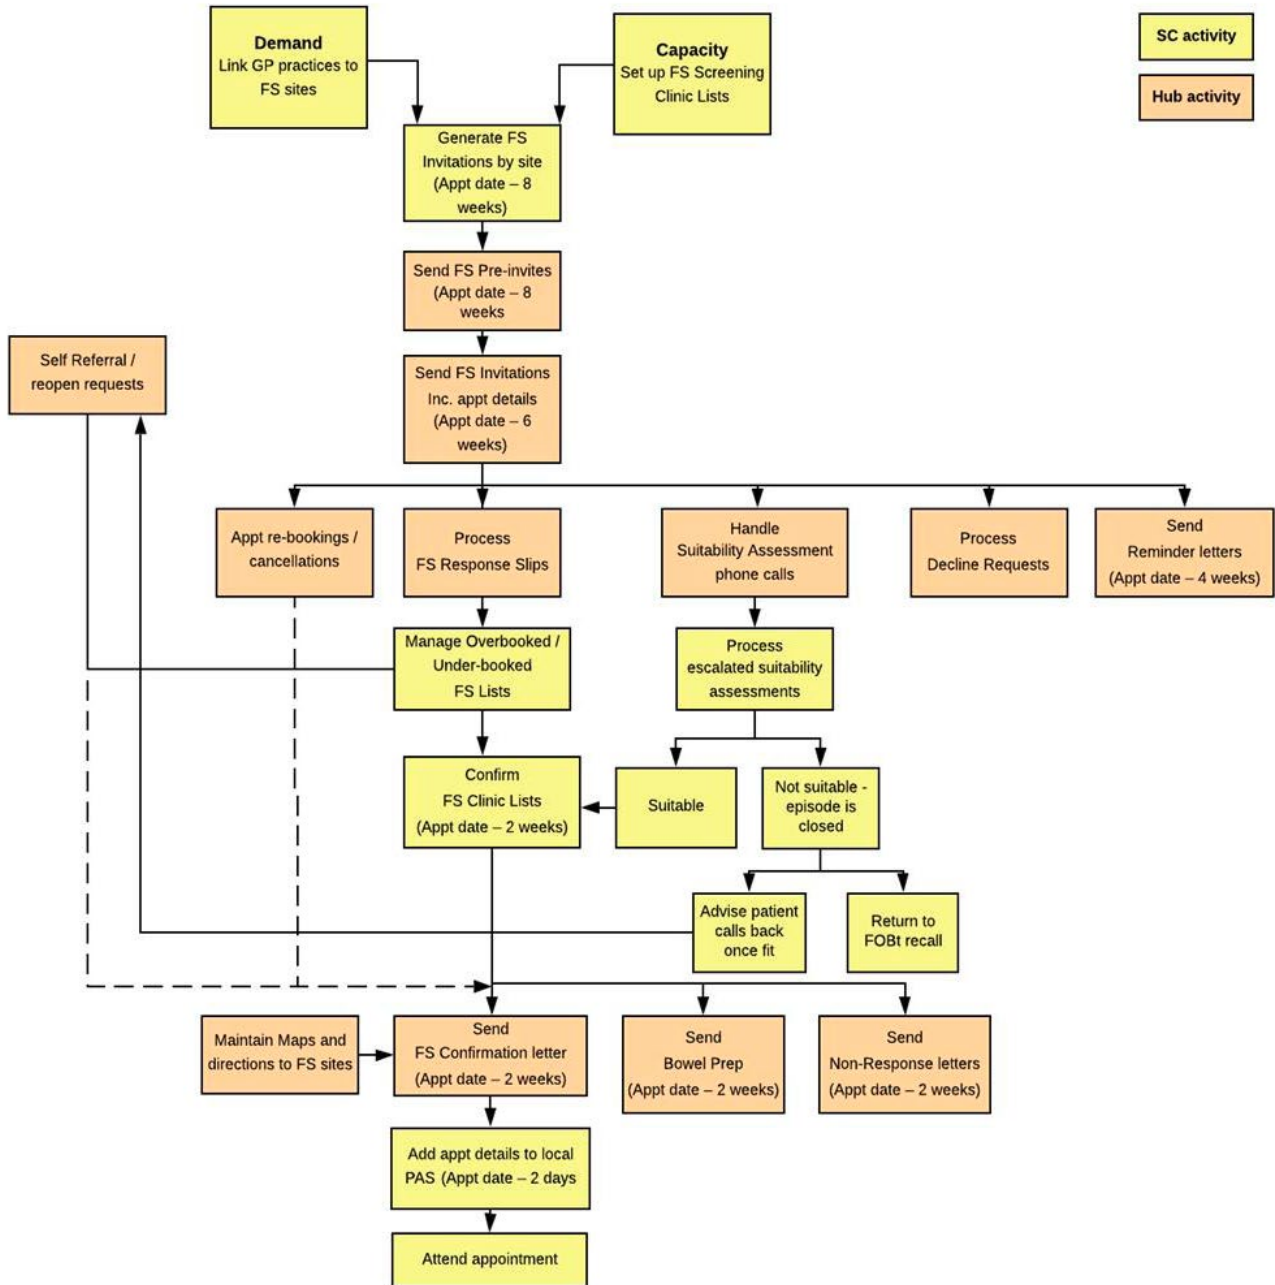 Demand
Link GP practices to
FS sites
Capacity
Set up FS Screening
Clinic Lists
SC activity
Hub activity
Generate FS
Invitations by site
(Appt date – 8
weeks)
Send FS Pre-invites
(Appt date – 8
weeks
Self Referral /
reopen requests
Send FS Invitations
Inc. appt details
(Appt date – 6
weeks)
Appt re-bookings /
cancellations
Process
FS Response Slips
Handle
Suitability Assessment
phone calls
Process
Decline Requests
Send
Reminder letters
(Appt date – 4 weeks)
Manage Overbooked /
Under-booked
FS Lists
Process
escalated suitability
assessments
Confirm
FS Clinic Lists
(Appt date – 2 weeks)
Suitable
Not suitable -
episode is
closed
Advise patient
calls back
once fit
Return to
FOBt recall
Maintain Maps and
directions to FS sites
Send
FS Confirmation letter
(Appt date – 2 weeks)
Send
Bowel Prep
(Appt date – 2 weeks)
Send
Non-Response letters
(Appt date – 2 weeks)
Add appt details to local
PAS (Appt date – 2 days
Attend appointment